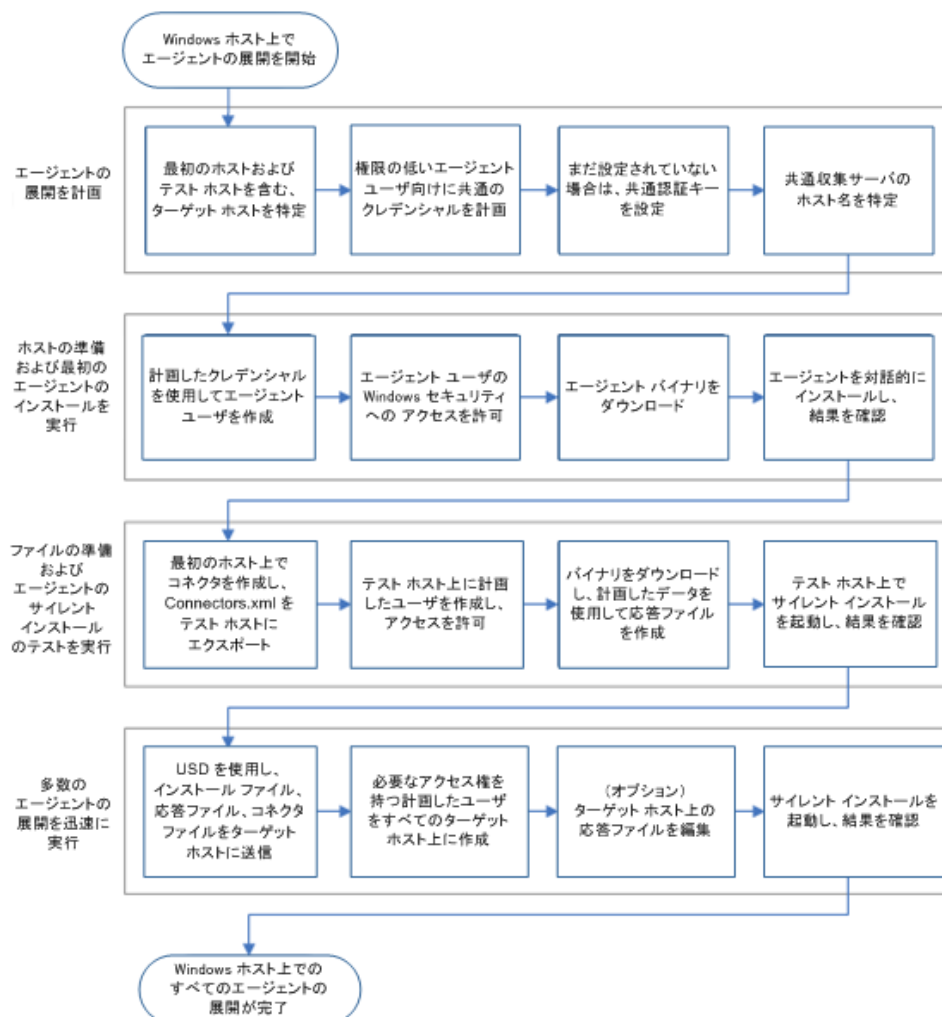 Windows ホスト上で
エージェントの展開を開始
エージェントの
展開を計画
最初のホストおよび
テスト ホストを含む、
ターゲット ホストを特定
権限の低いエージェント
ユーザ向けに共通の
クレデンシャルを計画
まだ設定されていない
場合は、共通認証キー
を設定
共通収集サーバの
ホスト名を特定
ホストの準備
および最初の
エージェントの
インストールを
実行
計画したクレデンシャル
を使用してエージェント
ユーザを作成
エージェント ユーザの
Windows セキュリティ
への アクセスを許可
エージェント バイナリを
ダウンロード
エージェントを対話的に
インストールし、
結果を確認
ファイルの準備
および
エージェントの
サイレント
インストール
のテストを実行
最初のホスト上で
コネクタを作成し、
Connectors.xml を
テスト ホストに
エクスポート
テスト ホスト上に計画
したユーザを作成し、
アクセスを許可
バイナリをダウンロード
し、計画したデータを
使用して応答ファイル
を作成
テスト ホスト上で
サイレント インストール
を起動し、結果を確認
多数の
エージェントの
展開を迅速に
実行
USD を使用し、
インストール ファイル、
応答ファイル、コネクタ
ファイルをターゲット
ホストに送信
必要なアクセス権を
持つ計画したユーザ
をすべてのターゲット
ホスト上に作成
(オプション)
ターゲット ホスト上の
応答ファイルを編集
サイレント インストールを
起動し、結果を確認
Windows ホスト上での
すべてのエージェントの
展開が完了